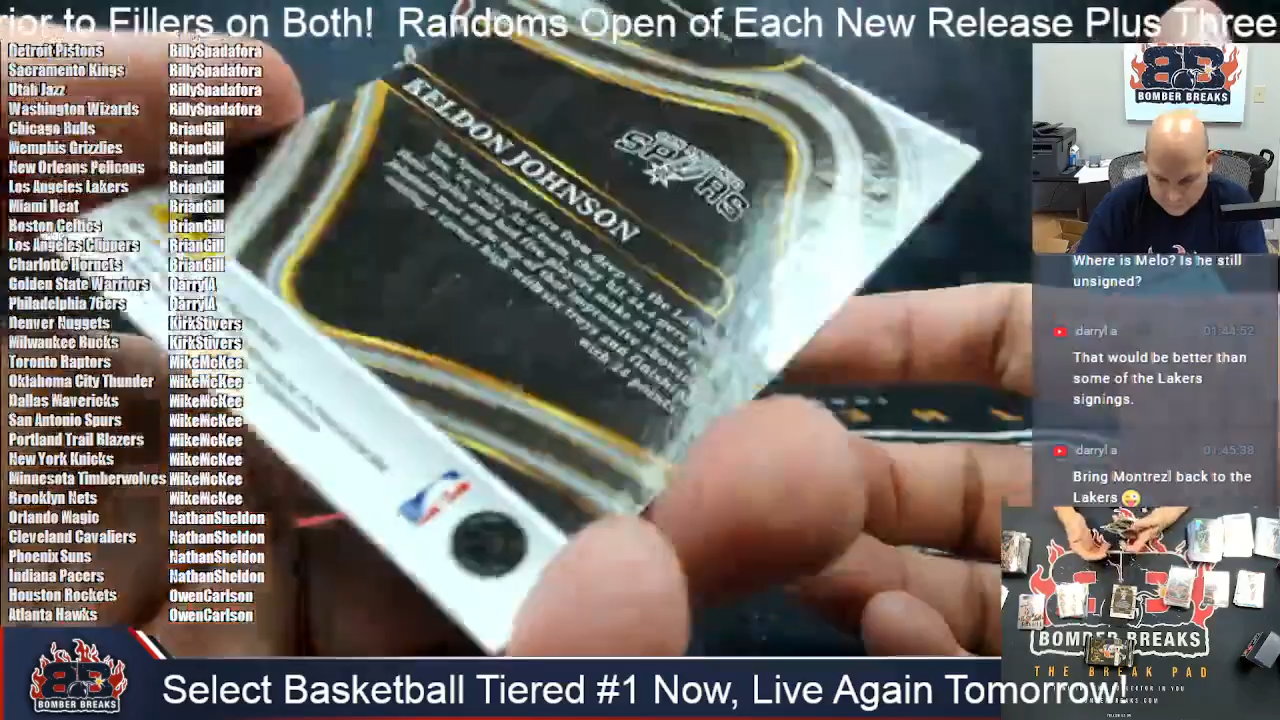 ior to Fillers on Both!  Randoms Open of Each New Release Plus Three
Detroit Pistons BillySpadafora
Sacramento Kings BillySpadafora
Utah Jazz BillySpadafora
Washington Wizards BillySpadafora
Chicago Bulls BrianGill
Memphis Grizzlies BrianGill
New Orleans Pelicans BrianGill
Los Angeles Lakers BrianGill
Miami Heat BrianGill
Boston Celtics BrianGill
Los Angeles Clippers BrianGill
Charlotte Hornets BrianGill
Golden State Warriors DarrylA
Philadelphia 76ers DarrylA
Denver Nuggets KirkStivers
Milwaukee Bucks KirkStivers
Toronto Raptors MikeMcKee
Oklahoma City Thunder MikeMcKee
Dallas Mavericks MikeMcKee
San Antonio Spurs MikeMcKee
Portland Trail Blazers MikeMcKee
New York Knicks MikeMcKee
Minnesota Timberwolves MikeMcKee
Brooklyn Nets MikeMcKee
Orlando Magic NathanSheldon
Cleveland Cavaliers NathanSheldon
Phoenix Suns NathanSheldon
Indiana Pacers NathanSheldon
Houston Rockets OwenCarlson
Atlanta Hawks OwenCarlson
KELDON JOHNSON
SPURS
BOMBER BREAKS
Where is Melo? Is he still
unsigned?
darryl a 01:44:52
That would be better than
some of the Lakers
signings.
darryl a 01:45:38
Bring Montrezl back to the
Lakers 😜
BOMBER BREAKS
THE BREAK PAD
BOMBER BREAKS
Select Basketball Tiered #1 Now, Live Again Tomorrow!